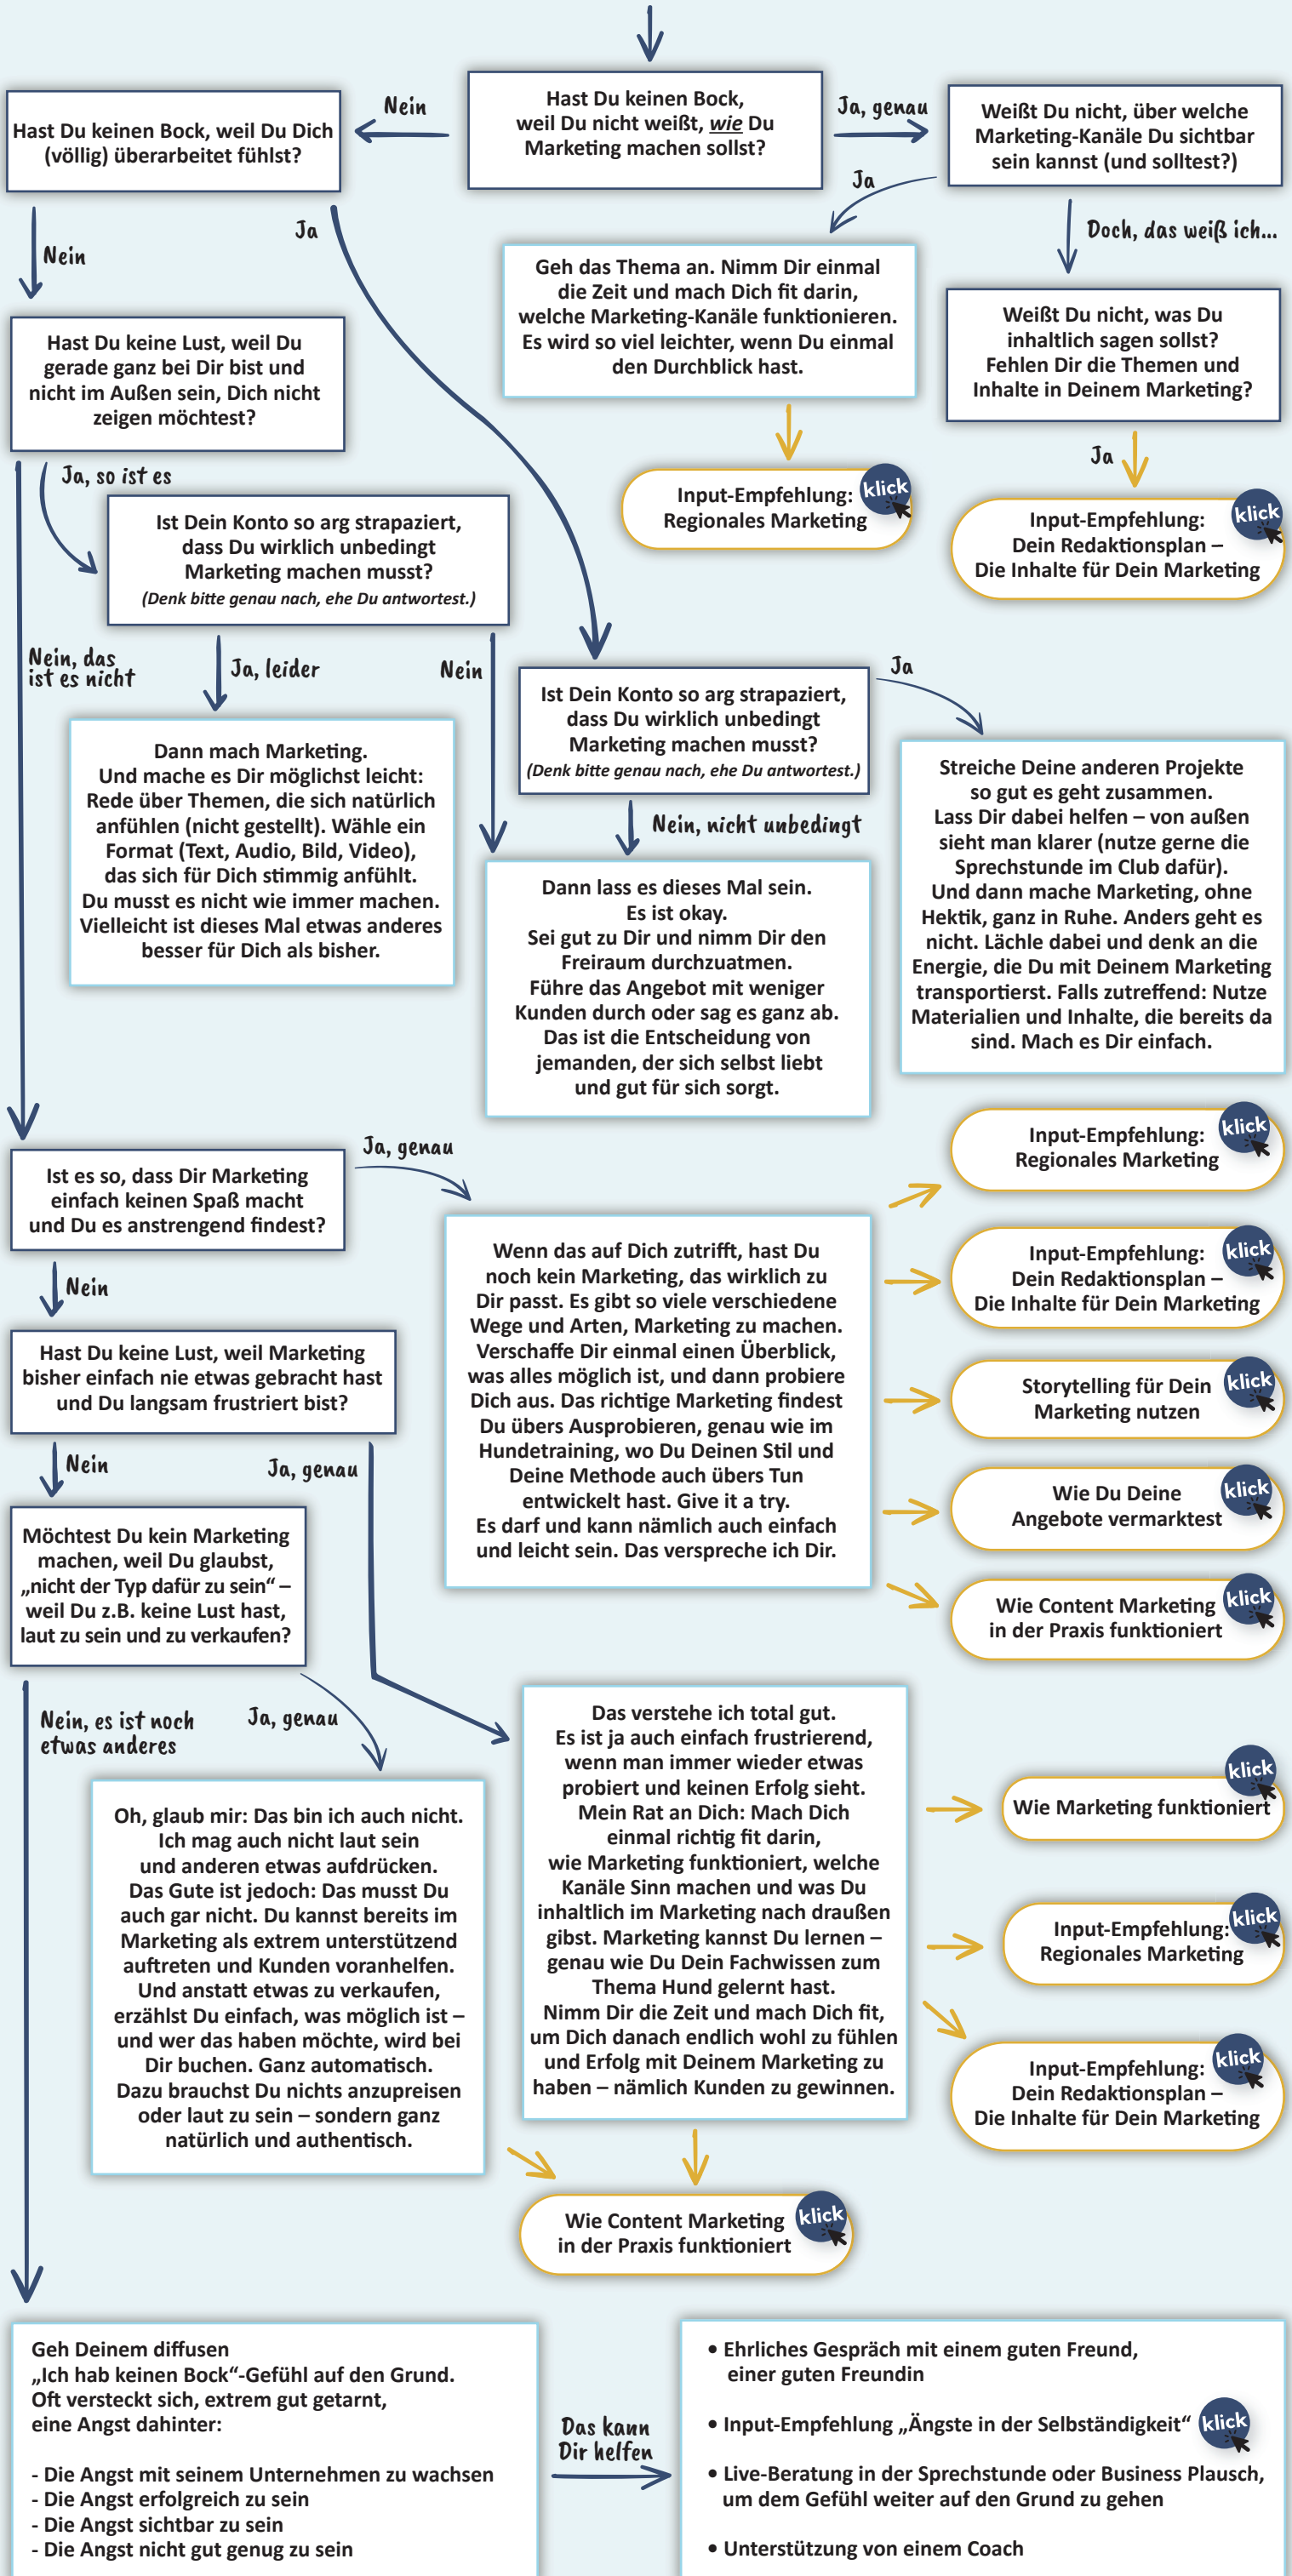 Hast Du keinen Bock,
weil Du nicht weißt, wie Du
Marketing machen sollst?
Nein
Ja, genau
Hast Du keinen Bock, weil Du Dich
(völlig) überarbeitet fühlst?
Weißt Du nicht, über welche
Marketing-Kanäle Du sichtbar
sein kannst (und solltest?)
Ja
Doch, das weiß ich...
Nein
Ja
Geh das Thema an. Nimm Dir einmal
die Zeit und mach Dich fit darin,
welche Marketing-Kanäle funktionieren.
Es wird so viel leichter, wenn Du einmal
den Durchblick hast.
Weißt Du nicht, was Du
inhaltlich sagen sollst?
Fehlen Dir die Themen und
Inhalte in Deinem Marketing?
Hast Du keine Lust, weil Du
gerade ganz bei Dir bist und
nicht im Außen sein, Dich nicht
zeigen möchtest?
Ja
Input-Empfehlung:
Regionales Marketing
klick
Input-Empfehlung:
Dein Redaktionsplan –
Die Inhalte für Dein Marketing
klick
Ja, so ist es
Ist Dein Konto so arg strapaziert,
dass Du wirklich unbedingt
Marketing machen musst?
(Denk bitte genau nach, ehe Du antwortest.)
Nein, das
ist es nicht
Ja, leider
Nein
Ist Dein Konto so arg strapaziert,
dass Du wirklich unbedingt
Marketing machen musst?
(Denk bitte genau nach, ehe Du antwortest.)
Ja
Nein, nicht unbedingt
Dann mach Marketing.
Und mache es Dir möglichst leicht:
Rede über Themen, die sich natürlich
anfühlen (nicht gestellt). Wähle ein
Format (Text, Audio, Bild, Video),
das sich für Dich stimmig anfühlt.
Du musst es nicht wie immer machen.
Vielleicht ist dieses Mal etwas anderes
besser für Dich als bisher.
Dann lass es dieses Mal sein.
Es ist okay.
Sei gut zu Dir und nimm Dir den
Freiraum durchzuatmen.
Führe das Angebot mit weniger
Kunden durch oder sag es ganz ab.
Das ist die Entscheidung von
jemanden, der sich selbst liebt
und gut für sich sorgt.
Streiche Deine anderen Projekte
so gut es geht zusammen.
Lass Dir dabei helfen – von außen
sieht man klarer (nutze gerne die
Sprechstunde im Club dafür).
Und dann mache Marketing, ohne
Hektik, ganz in Ruhe. Anders geht es
nicht. Lächle dabei und denk an die
Energie, die Du mit Deinem Marketing
transportierst. Falls zutreffend: Nutze
Materialien und Inhalte, die bereits da
sind. Mach es Dir einfach.
Ist es so, dass Dir Marketing
einfach keinen Spaß macht
und Du es anstrengend findest?
Ja, genau
Nein
Wenn das auf Dich zutrifft, hast Du
noch kein Marketing, das wirklich zu
Dir passt. Es gibt so viele verschiedene
Wege und Arten, Marketing zu machen.
Verschaffe Dir einmal einen Überblick,
was alles möglich ist, und dann probiere
Dich aus. Das richtige Marketing findest
Du übers Ausprobieren, genau wie im
Hundetraining, wo Du Deinen Stil und
Deine Methode auch übers Tun
entwickelt hast. Give it a try.
Es darf und kann nämlich auch einfach
und leicht sein. Das verspreche ich Dir.
Input-Empfehlung:
Regionales Marketing
klick
Input-Empfehlung:
Dein Redaktionsplan –
Die Inhalte für Dein Marketing
klick
Storytelling für Dein
Marketing nutzen
klick
Wie Du Deine
Angebote vermarktest
klick
Wie Content Marketing
in der Praxis funktioniert
klick
Hast Du keine Lust, weil Marketing
bisher einfach nie etwas gebracht hast
und Du langsam frustriert bist?
Nein
Ja, genau
Möchtest Du kein Marketing
machen, weil Du glaubst,
„nicht der Typ dafür zu sein“ –
weil Du z.B. keine Lust hast,
laut zu sein und zu verkaufen?
Nein, es ist noch
etwas anderes
Ja, genau
Oh, glaub mir: Das bin ich auch nicht.
Ich mag auch nicht laut sein
und anderen etwas aufdrücken.
Das Gute ist jedoch: Das musst Du
auch gar nicht. Du kannst bereits im
Marketing als extrem unterstützend
auftreten und Kunden voranhelfen.
Und anstatt etwas zu verkaufen,
erzählst Du einfach, was möglich ist –
und wer das haben möchte, wird bei
Dir buchen. Ganz automatisch.
Dazu brauchst Du nichts anzupreisen
oder laut zu sein – sondern ganz
natürlich und authentisch.
Das verstehe ich total gut.
Es ist ja auch einfach frustrierend,
wenn man immer wieder etwas
probiert und keinen Erfolg sieht.
Mein Rat an Dich: Mach Dich
einmal richtig fit darin,
wie Marketing funktioniert, welche
Kanäle Sinn machen und was Du
inhaltlich im Marketing nach draußen
gibst. Marketing kannst Du lernen –
genau wie Du Dein Fachwissen zum
Thema Hund gelernt hast.
Nimm Dir die Zeit und mach Dich fit,
um Dich danach endlich wohl zu fühlen
und Erfolg mit Deinem Marketing zu
haben – nämlich Kunden zu gewinnen.
Wie Marketing funktioniert
klick
Input-Empfehlung:
Regionales Marketing
klick
Input-Empfehlung:
Dein Redaktionsplan –
Die Inhalte für Dein Marketing
klick
Wie Content Marketing
in der Praxis funktioniert
klick
Geh Deinem diffusen
„Ich hab keinen Bock“-Gefühl auf den Grund.
Oft versteckt sich, extrem gut getarnt,
eine Angst dahinter:
- Die Angst mit seinem Unternehmen zu wachsen
- Die Angst erfolgreich zu sein
- Die Angst sichtbar zu sein
- Die Angst nicht gut genug zu sein
Das kann
Dir helfen
• Ehrliches Gespräch mit einem guten Freund,
einer guten Freundin
• Input-Empfehlung „Ängste in der Selbständigkeit“
klick
• Live-Beratung in der Sprechstunde oder Business Plausch,
um dem Gefühl weiter auf den Grund zu gehen
• Unterstützung von einem Coach